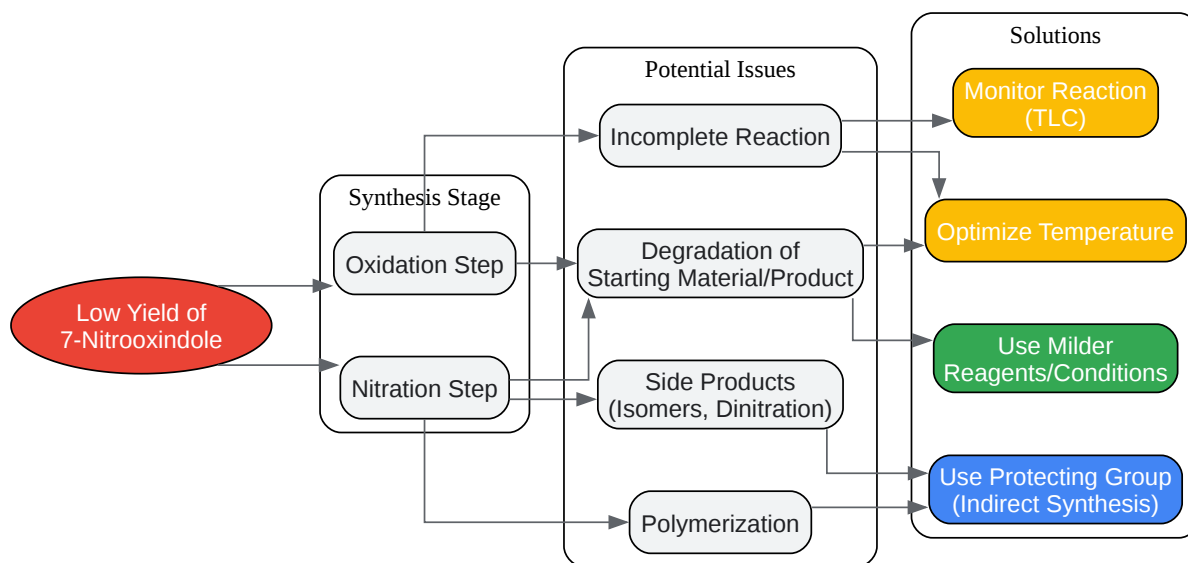 Low Yield of
7-Nitrooxindole
Synthesis Stage
Oxidation Step
Nitration Step
Potential Issues
Incomplete Reaction
Degradation of
Starting Material/Product
Side Products
(Isomers, Dinitration)
Polymerization
Solutions
Monitor Reaction
(TLC)
Optimize Temperature
Use Milder
Reagents/Conditions
Use Protecting Group
(Indirect Synthesis)